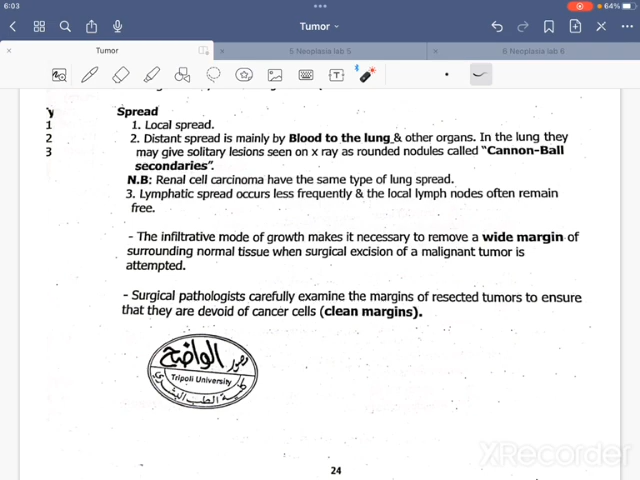 6:03
64%
Tumor
Tumor
5 Neoplasia lab 5
6 Neoplasia lab 6
Spread
1
2
3
1. Local spread.
2. Distant spread is mainly by Blood to the lung & other organs. In the lung they
may give solitary lesions seen on x ray as rounded nodules called "Cannon-Ball
secondaries".
N.B: Renal cell carcinoma have the same type of lung spread.
3. Lymphatic spread occurs less frequently & the local lymph nodes often remain
free.
- The infiltrative mode of growth makes it necessary to remove a wide margin of
surrounding normal tissue when surgical excision of a malignant tumor is
attempted.
- Surgical pathologists carefully examine the margins of resected tumors to ensure
that they are devoid of cancer cells (clean margins).
الواضح
Tripoli University
كلية الطب البشري
24
XRecorder